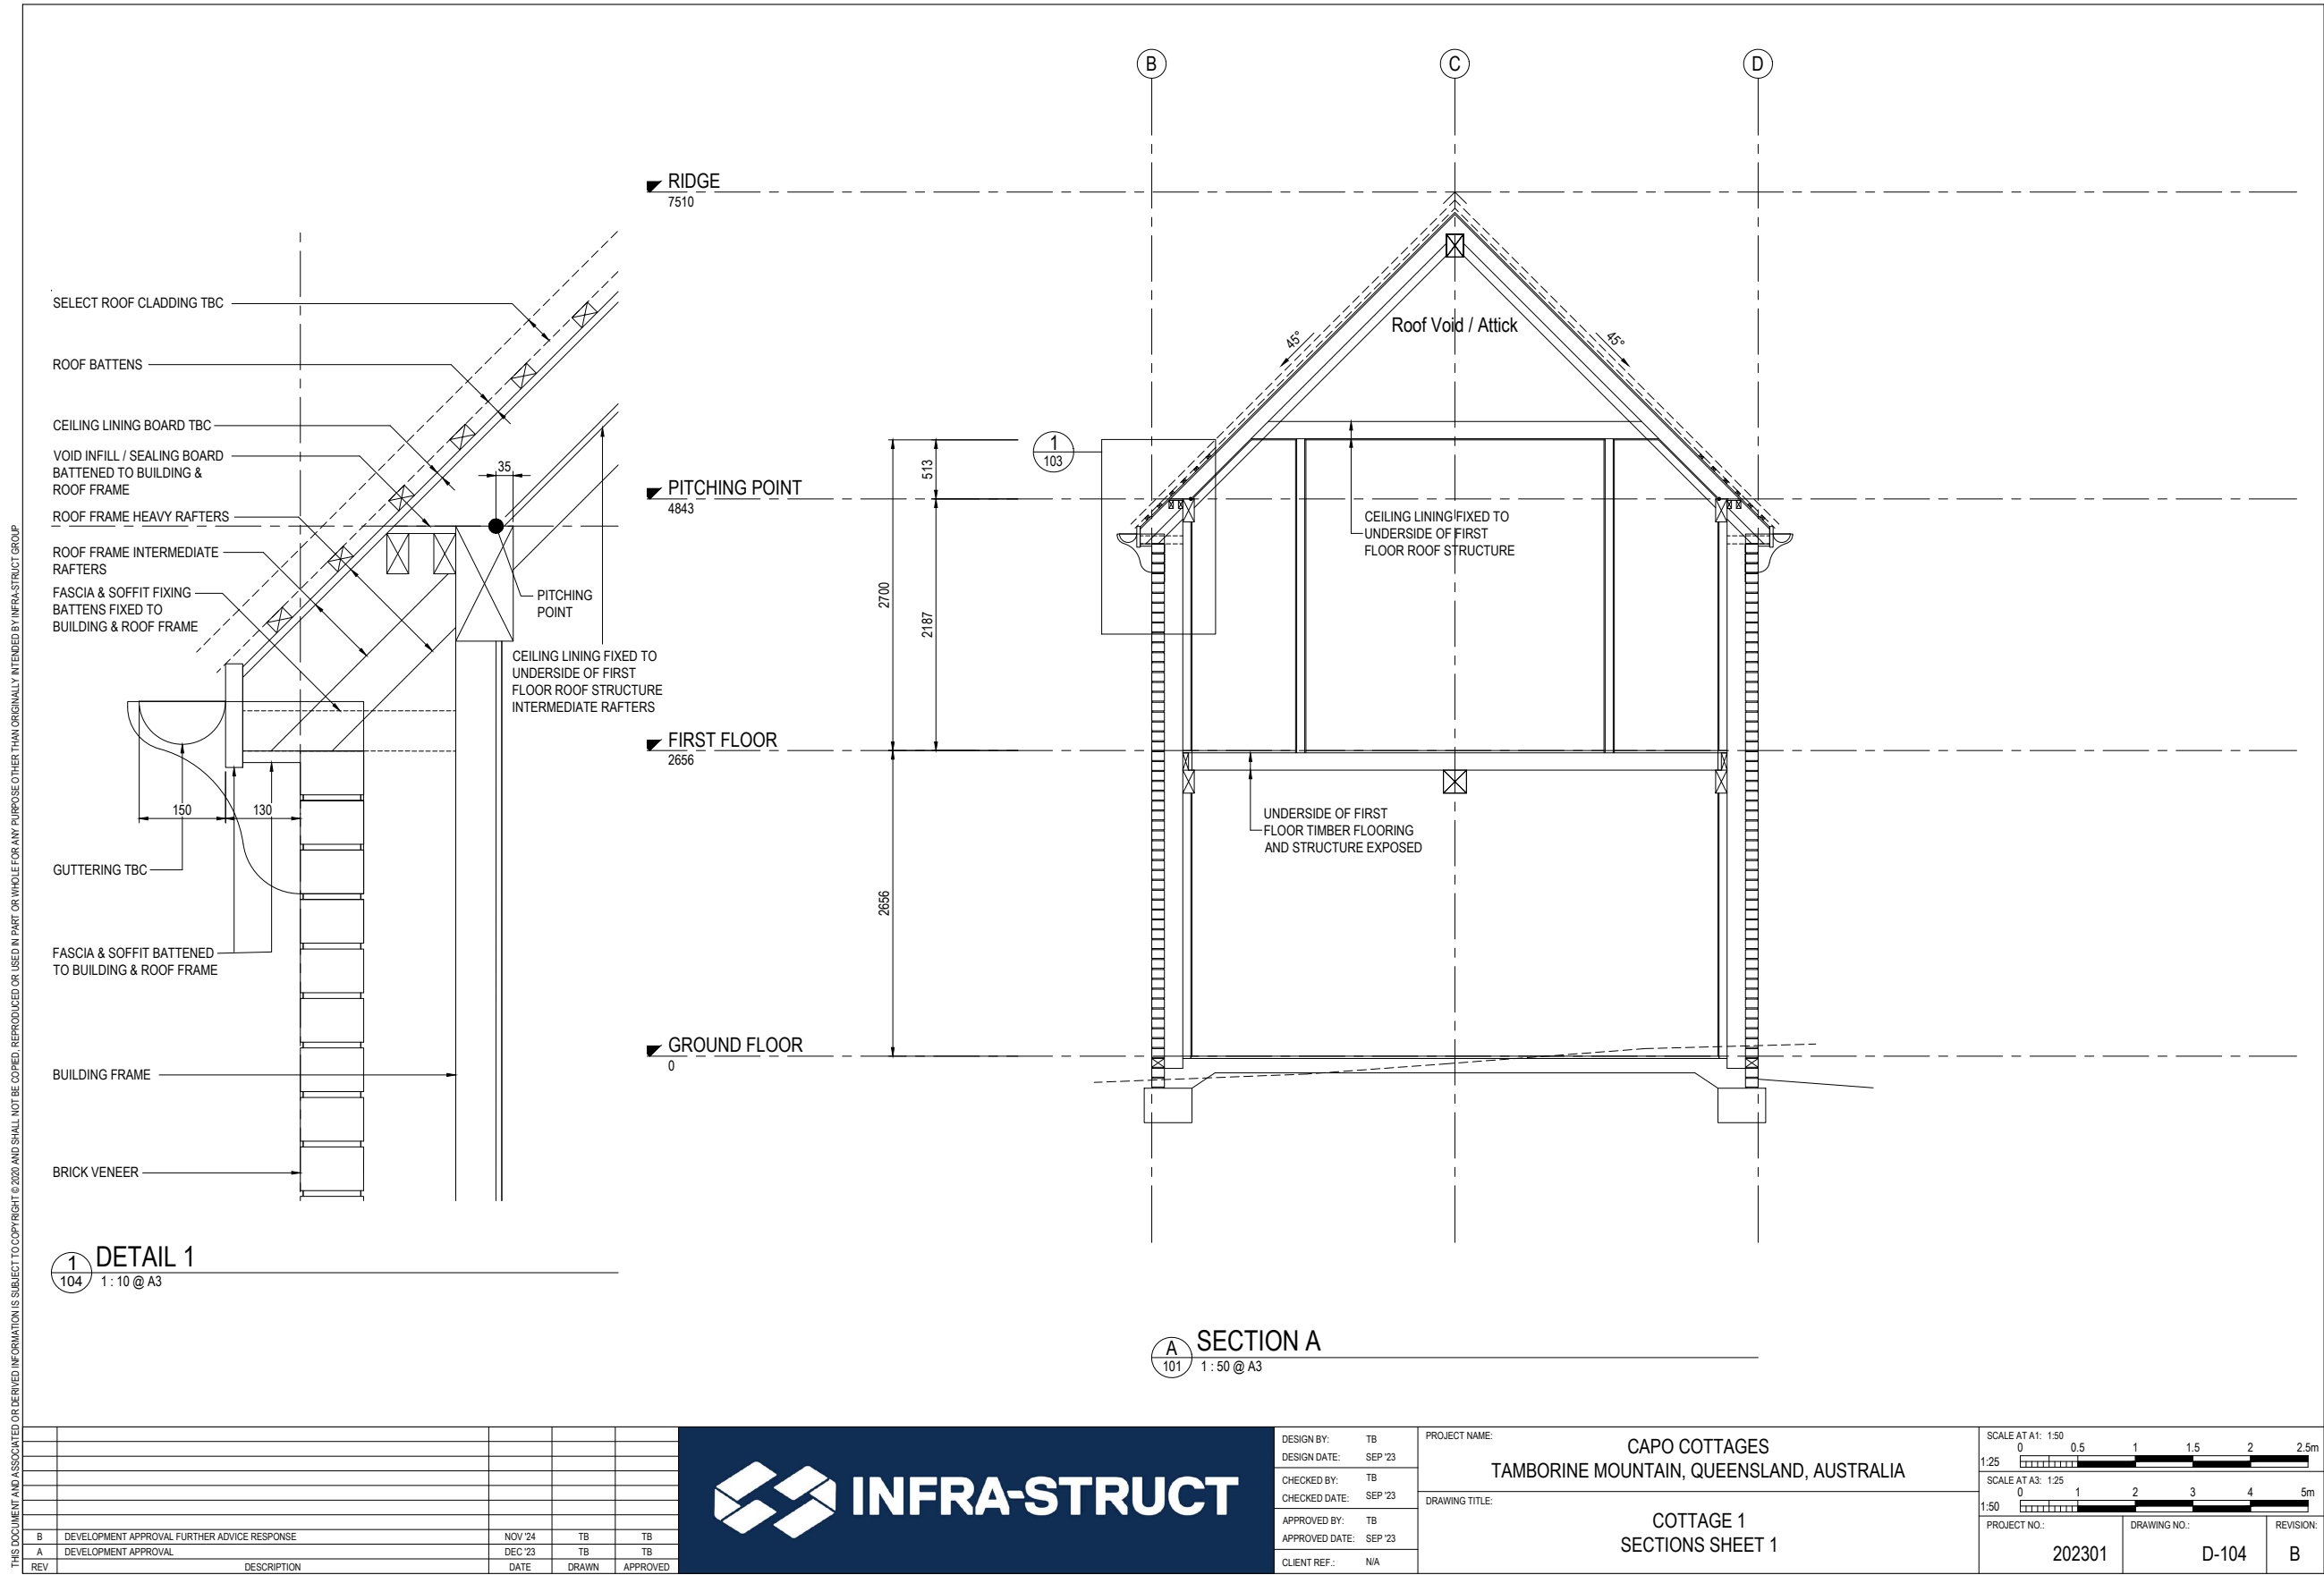 THIS DOCUMENT AND ASSOCIATED OR DERIVED INFORMATION IS SUBJECT TO COPYRIGHT © 2020 AND SHALL NOT BE COPIED, REPRODUCED OR USED IN PART OR WHOLE FOR ANY PURPOSE OTHER THAN ORIGINALLY INTENDED BY INFRA-STRUCT GROUP
SELECT ROOF CLADDING TBC
ROOF BATTENS
CEILING LINING BOARD TBC
VOID INFILL / SEALING BOARD
BATTENED TO BUILDING &
ROOF FRAME
ROOF FRAME HEAVY RAFTERS
ROOF FRAME INTERMEDIATE
RAFTERS
FASCIA & SOFFIT FIXING
BATTENS FIXED TO
BUILDING & ROOF FRAME
35
PITCHING
POINT
CEILING LINING FIXED TO
UNDERSIDE OF FIRST
FLOOR ROOF STRUCTURE
INTERMEDIATE RAFTERS
150
130
GUTTERING TBC
FASCIA & SOFFIT BATTENED
TO BUILDING & ROOF FRAME
BUILDING FRAME
BRICK VENEER
1
104
DETAIL 1
1 : 10 @ A3
B
C
D
RIDGE
7510
45°
45°
Roof Void / Attick
1
103
513
PITCHING POINT
4843
CEILING LINING FIXED TO
UNDERSIDE OF FIRST
FLOOR ROOF STRUCTURE
2700
2187
FIRST FLOOR
2656
UNDERSIDE OF FIRST
FLOOR TIMBER FLOORING
AND STRUCTURE EXPOSED
2656
GROUND FLOOR
0
A
101
SECTION A
1 : 50 @ A3
B DEVELOPMENT APPROVAL FURTHER ADVICE RESPONSE NOV '24 TB TB
A DEVELOPMENT APPROVAL DEC '23 TB TB
REV DESCRIPTION DATE DRAWN APPROVED
INFRA-STRUCT
DESIGN BY: TB
DESIGN DATE: SEP '23
CHECKED BY: TB
CHECKED DATE: SEP '23
APPROVED BY: TB
APPROVED DATE: SEP '23
CLIENT REF.: N/A
PROJECT NAME:
CAPO COTTAGES
TAMBORINE MOUNTAIN, QUEENSLAND, AUSTRALIA
DRAWING TITLE:
COTTAGE 1
SECTIONS SHEET 1
SCALE AT A1: 1:50
0 0.5 1 1.5 2 2.5m
1:25
SCALE AT A3: 1:25
0 1 2 3 4 5m
1:50
PROJECT NO.: DRAWING NO.: REVISION:
202301 D-104 B